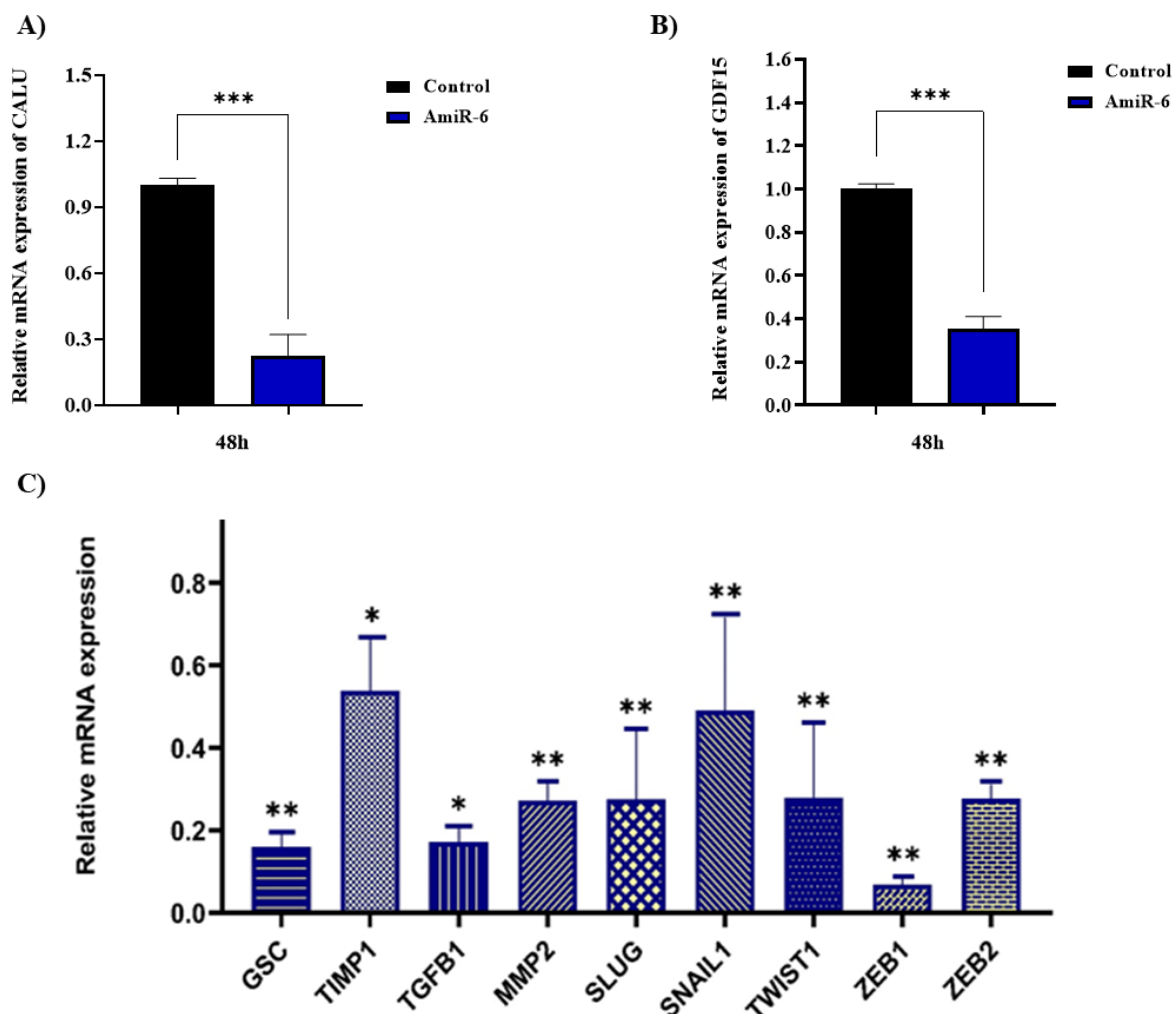 A)
Relative mRNA expression of CALU
1.5
1.2
0.9
0.6
0.3
0.0
***
48h
Control
AmiR-6
B)
Relative mRNA expression of GDF15
1.6
1.4
1.2
1.0
0.8
0.6
0.4
0.2
0.0
***
48h
Control
AmiR-6
C)
Relative mRNA expression
0.8
0.6
0.4
0.2
0.0
**
*
*
**
**
**
**
**
**
GSC
TIMP1
TGFB1
MMP2
SLUG
SNAIL1
TWIST1
ZEB1
ZEB2